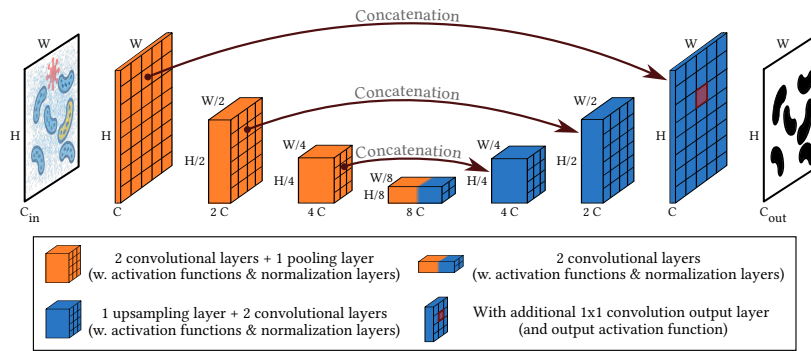 Concatenation
W
W
W
H
H
W/2
Concatenation
W/2
H
H/2
W/4
Concatenation
W/4
H/2
H/4
W/8
H/8
H/4
C_in
C
2 C
4 C
8 C
4 C
2 C
C
C_out
2 convolutional layers + 1 pooling layer
(w. activation functions & normalization layers)
2 convolutional layers
(w. activation functions & normalization layers)
1 upsampling layer + 2 convolutional layers
(w. activation functions & normalization layers)
With additional 1x1 convolution output layer
(and output activation function)